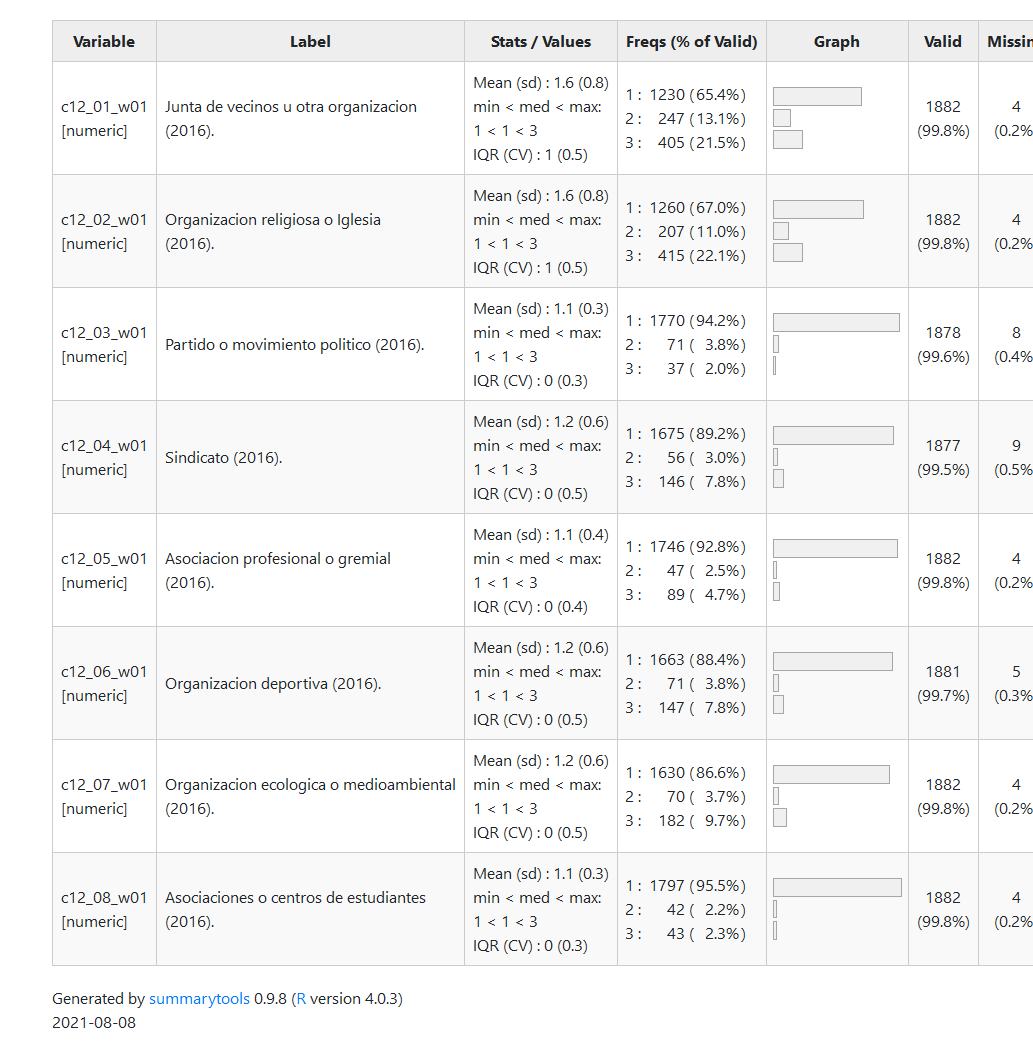 Variable Label Stats / Values Freqs (% of Valid) Graph Valid Missin
c12_01_w01 [numeric]
Junta de vecinos u otra organizacion (2016).
Mean (sd) : 1.6 (0.8)
min < med < max:
1 < 1 < 3
IQR (CV) : 1 (0.5)
1 : 1230 (65.4%)
2 : 247 (13.1%)
3 : 405 (21.5%)
1882
(99.8%)
4
(0.2%
c12_02_w01
[numeric]
Organizacion religiosa o Iglesia
(2016).
Mean (sd) : 1.6 (0.8)
min < med < max:
1 < 1 < 3
IQR (CV) : 1 (0.5)
1 : 1260 (67.0%)
2 : 207 (11.0%)
3 : 415 (22.1%)
1882
(99.8%)
4
(0.2%
c12_03_w01
[numeric]
Partido o movimiento politico (2016).
Mean (sd) : 1.1 (0.3)
min < med < max:
1 < 1 < 3
IQR (CV) : 0 (0.3)
1 : 1770 (94.2%)
2 : 71 ( 3.8%)
3 : 37 ( 2.0%)
1878
(99.6%)
8
(0.4%
c12_04_w01
[numeric]
Sindicato (2016).
Mean (sd) : 1.2 (0.6)
min < med < max:
1 < 1 < 3
IQR (CV) : 0 (0.5)
1 : 1675 (89.2%)
2 : 56 ( 3.0%)
3 : 146 ( 7.8%)
1877
(99.5%)
9
(0.5%
c12_05_w01
[numeric]
Asociacion profesional o gremial
(2016).
Mean (sd) : 1.1 (0.4)
min < med < max:
1 < 1 < 3
IQR (CV) : 0 (0.4)
1 : 1746 (92.8%)
2 : 47 ( 2.5%)
3 : 89 ( 4.7%)
1882
(99.8%)
4
(0.2%
c12_06_w01
[numeric]
Organizacion deportiva (2016).
Mean (sd) : 1.2 (0.6)
min < med < max:
1 < 1 < 3
IQR (CV) : 0 (0.5)
1 : 1663 (88.4%)
2 : 71 ( 3.8%)
3 : 147 ( 7.8%)
1881
(99.7%)
5
(0.3%
c12_07_w01
[numeric]
Organizacion ecologica o medioambiental
(2016).
Mean (sd) : 1.2 (0.6)
min < med < max:
1 < 1 < 3
IQR (CV) : 0 (0.5)
1 : 1630 (86.6%)
2 : 70 ( 3.7%)
3 : 182 ( 9.7%)
1882
(99.8%)
4
(0.2%
c12_08_w01
[numeric]
Asociaciones o centros de estudiantes
(2016).
Mean (sd) : 1.1 (0.3)
min < med < max:
1 < 1 < 3
IQR (CV) : 0 (0.3)
1 : 1797 (95.5%)
2 : 42 ( 2.2%)
3 : 43 ( 2.3%)
1882
(99.8%)
4
(0.2%
Generated by summarytools 0.9.8 (R version 4.0.3)
2021-08-08